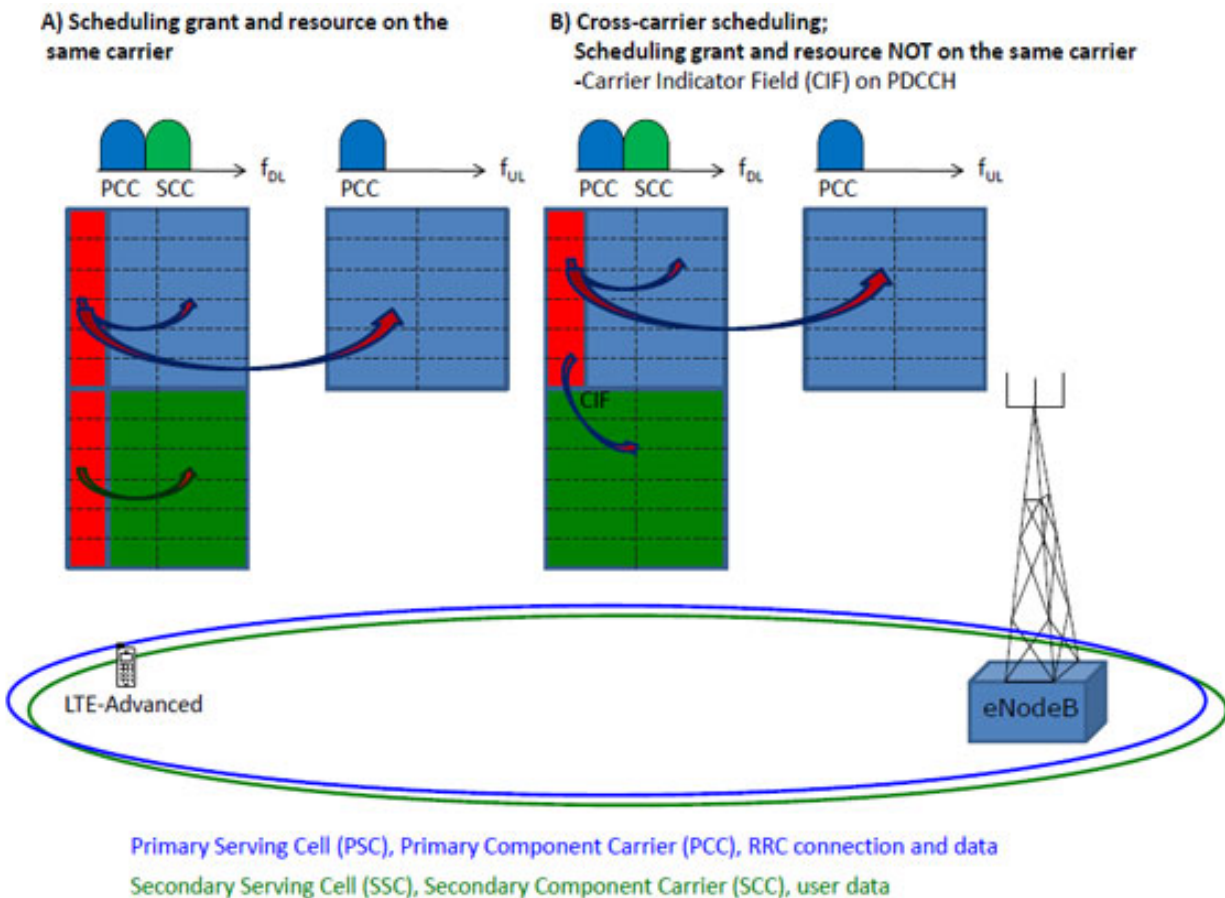 A) Scheduling grant and resource on the
same carrier
B) Cross-carrier scheduling;
Scheduling grant and resource NOT on the same carrier
-Carrier Indicator Field (CIF) on PDCCH
PCC SCC fDL
PCC fUL
PCC SCC fDL
PCC fUL
CIF
LTE-Advanced
eNodeB
Primary Serving Cell (PSC), Primary Component Carrier (PCC), RRC connection and data
Secondary Serving Cell (SSC), Secondary Component Carrier (SCC), user data